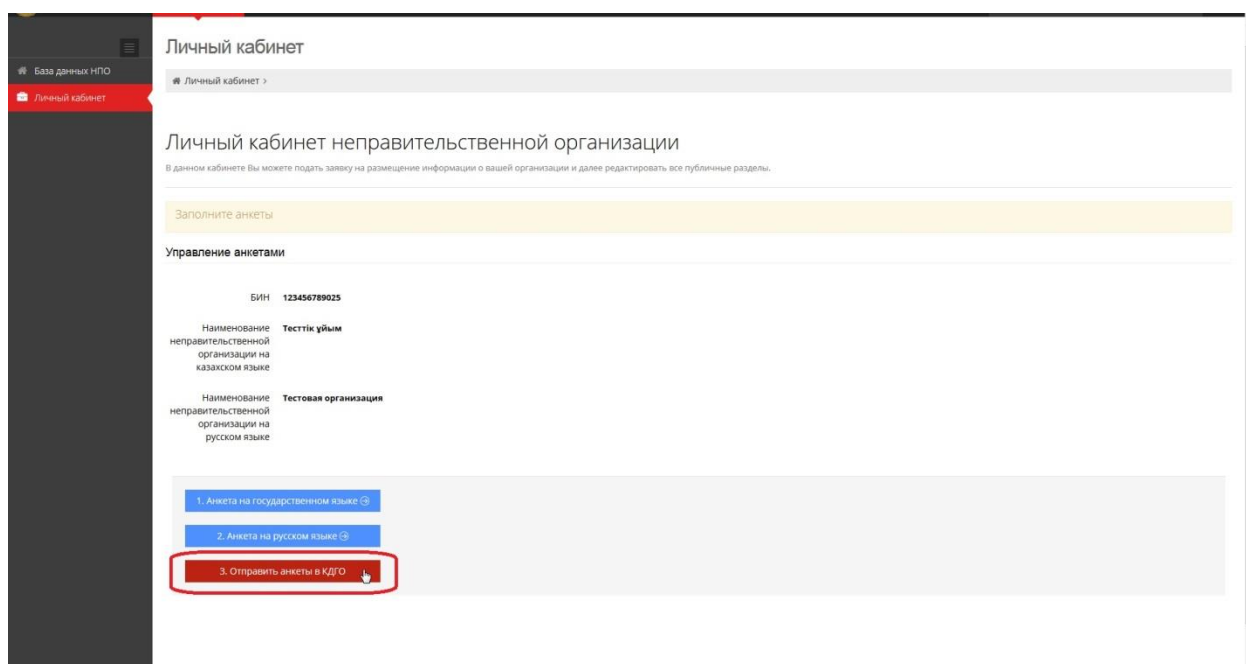 Личный кабинет
База данных НПО
Личный кабинет >
Личный кабинет
Личный кабинет неправительственной организации
В данном кабинете Вы можете подать заявку на размещение информации о вашей организации и далее редактировать все публичные разделы.
Заполните анкеты
Управление анкетами
БИН 123456789025
Наименование Тесттік ұйым
неправительственной
организации на
казахском языке
Наименование Тестовая организация
неправительственной
организации на
русском языке
1. Анкета на государственном языке
2. Анкета на русском языке
3. Отправить анкеты в КДГО